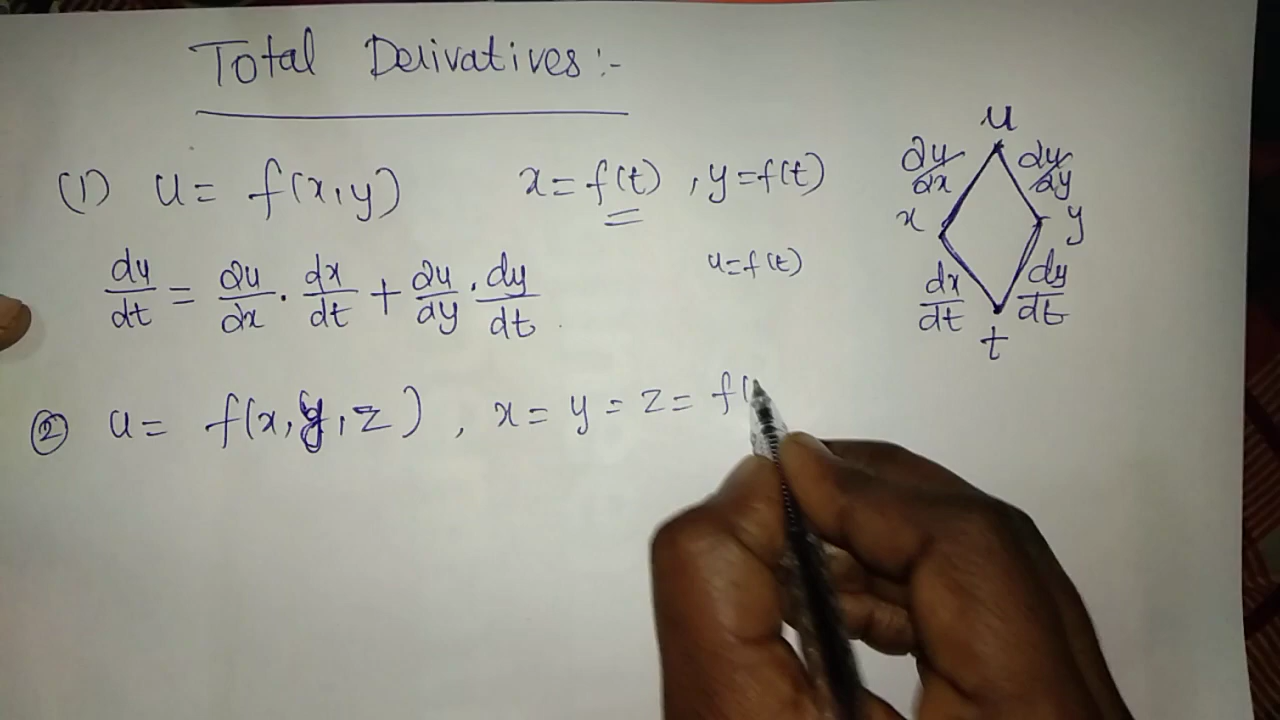 Total Derivatives :-
(1) u = f(x,y) x = f(t) , y = f(t)
du/dt = ∂u/∂x . dx/dt + ∂u/∂y . dy/dt
u = f(t)
② u = f(x, y, z) , x = y = z = f(
u
∂u/∂x ∂u/∂y
x y
dx/dt dy/dt
t